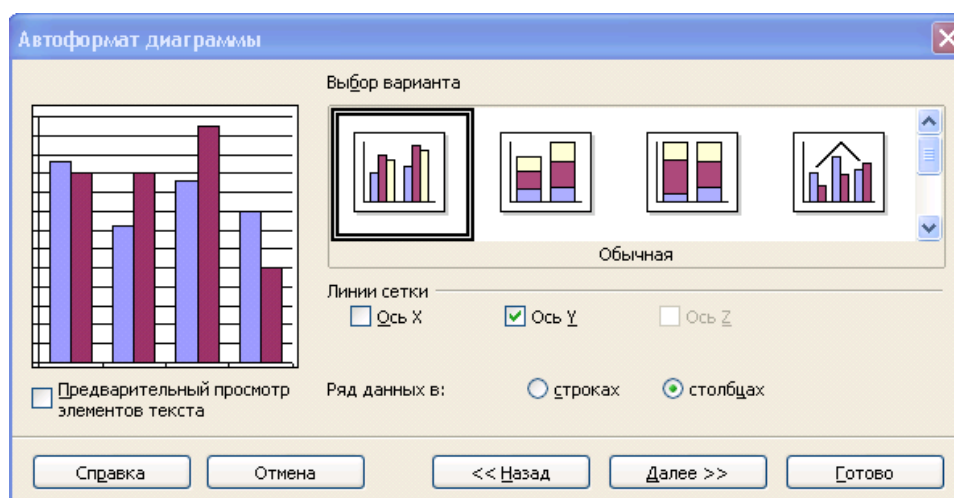 Автоформат диаграммы
Выбор варианта
Обычная
Линии сетки
Ось X
Ось Y
Ось Z
Предварительный просмотр
элементов текста
Ряд данных в:
строках
столбцах
Справка
Отмена
<< Назад
Далее >>
Готово